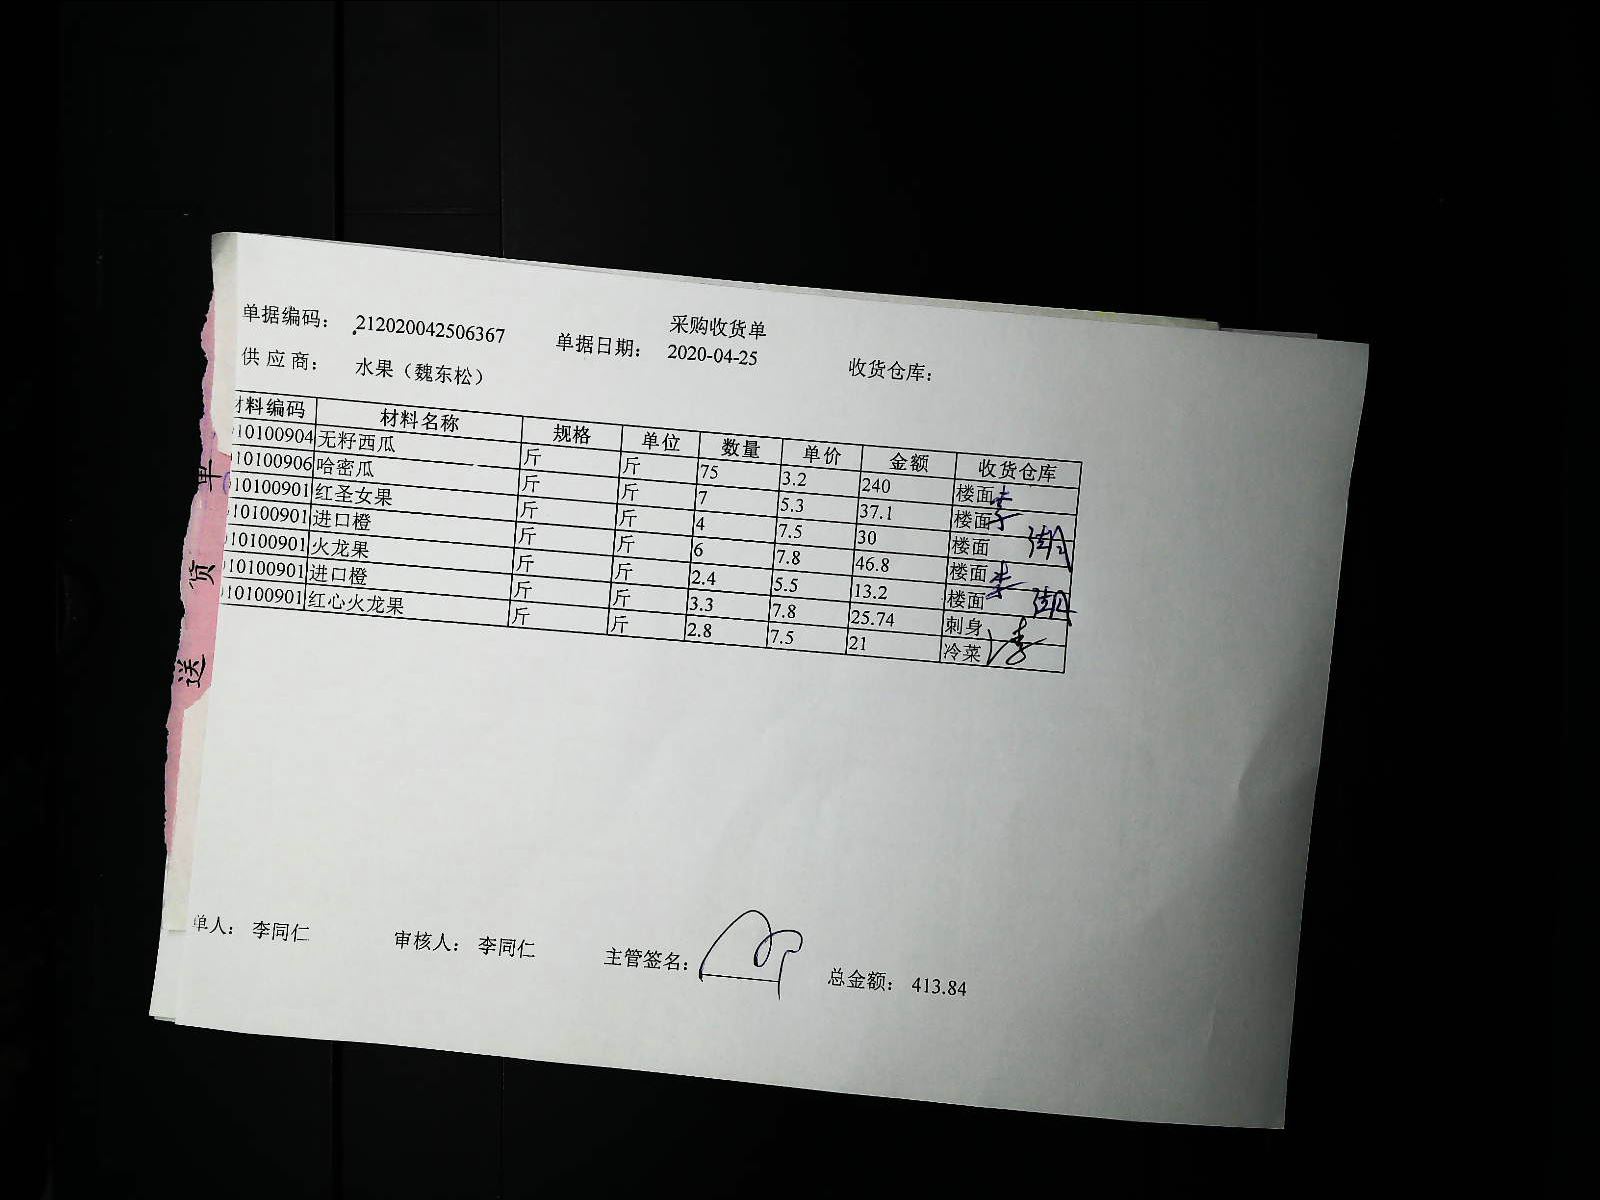 采购收货单
单据编码: 212020042506367 单据日期: 2020-04-25 收货仓库:
供应商: 水果（魏东松）
材料编码 材料名称 规格 单位 数量 单价 金额 收货仓库
10100904 无籽西瓜 斤 斤 75 3.2 240 楼面
10100906 哈密瓜 斤 斤 7 5.3 37.1 楼面
10100901 红圣女果 斤 斤 4 7.5 30 楼面
10100901 进口橙 斤 斤 6 7.8 46.8 楼面
10100901 火龙果 斤 斤 2.4 5.5 13.2 楼面
10100901 进口橙 斤 斤 3.3 7.8 25.74 刺身
10100901 红心火龙果 斤 斤 2.8 7.5 21 冷菜
单人: 李同仁 审核人: 李同仁 主管签名: 总金额: 413.84
送货单